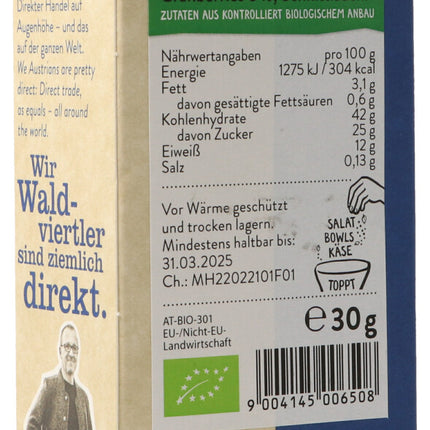 Direkter Handel auf
Augenhöhe – und das
auf der ganzen Welt.
We Austrians are pretty
direct: Direct trade,
as equals – all around
the world.
Wir
Wald-
viertler
sind ziemlich
direkt.
ZUTATEN AUS KONTROLLIERT BIOLOGISCHEM ANBAU
Nährwertangaben pro 100 g
Energie 1275 kJ / 304 kcal
Fett 3,1 g
davon gesättigte Fettsäuren 0,6 g
Kohlenhydrate 42 g
davon Zucker 25 g
Eiweiß 12 g
Salz 0,13 g
Vor Wärme geschützt
und trocken lagern.
Mindestens haltbar bis:
31.03.2025
Ch.: MH22022101F01
SALAT
BOWLS
KÄSE
TOPPT
AT-BIO-301
EU-/Nicht-EU-
Landwirtschaft
e 30 g
9 004145 006508